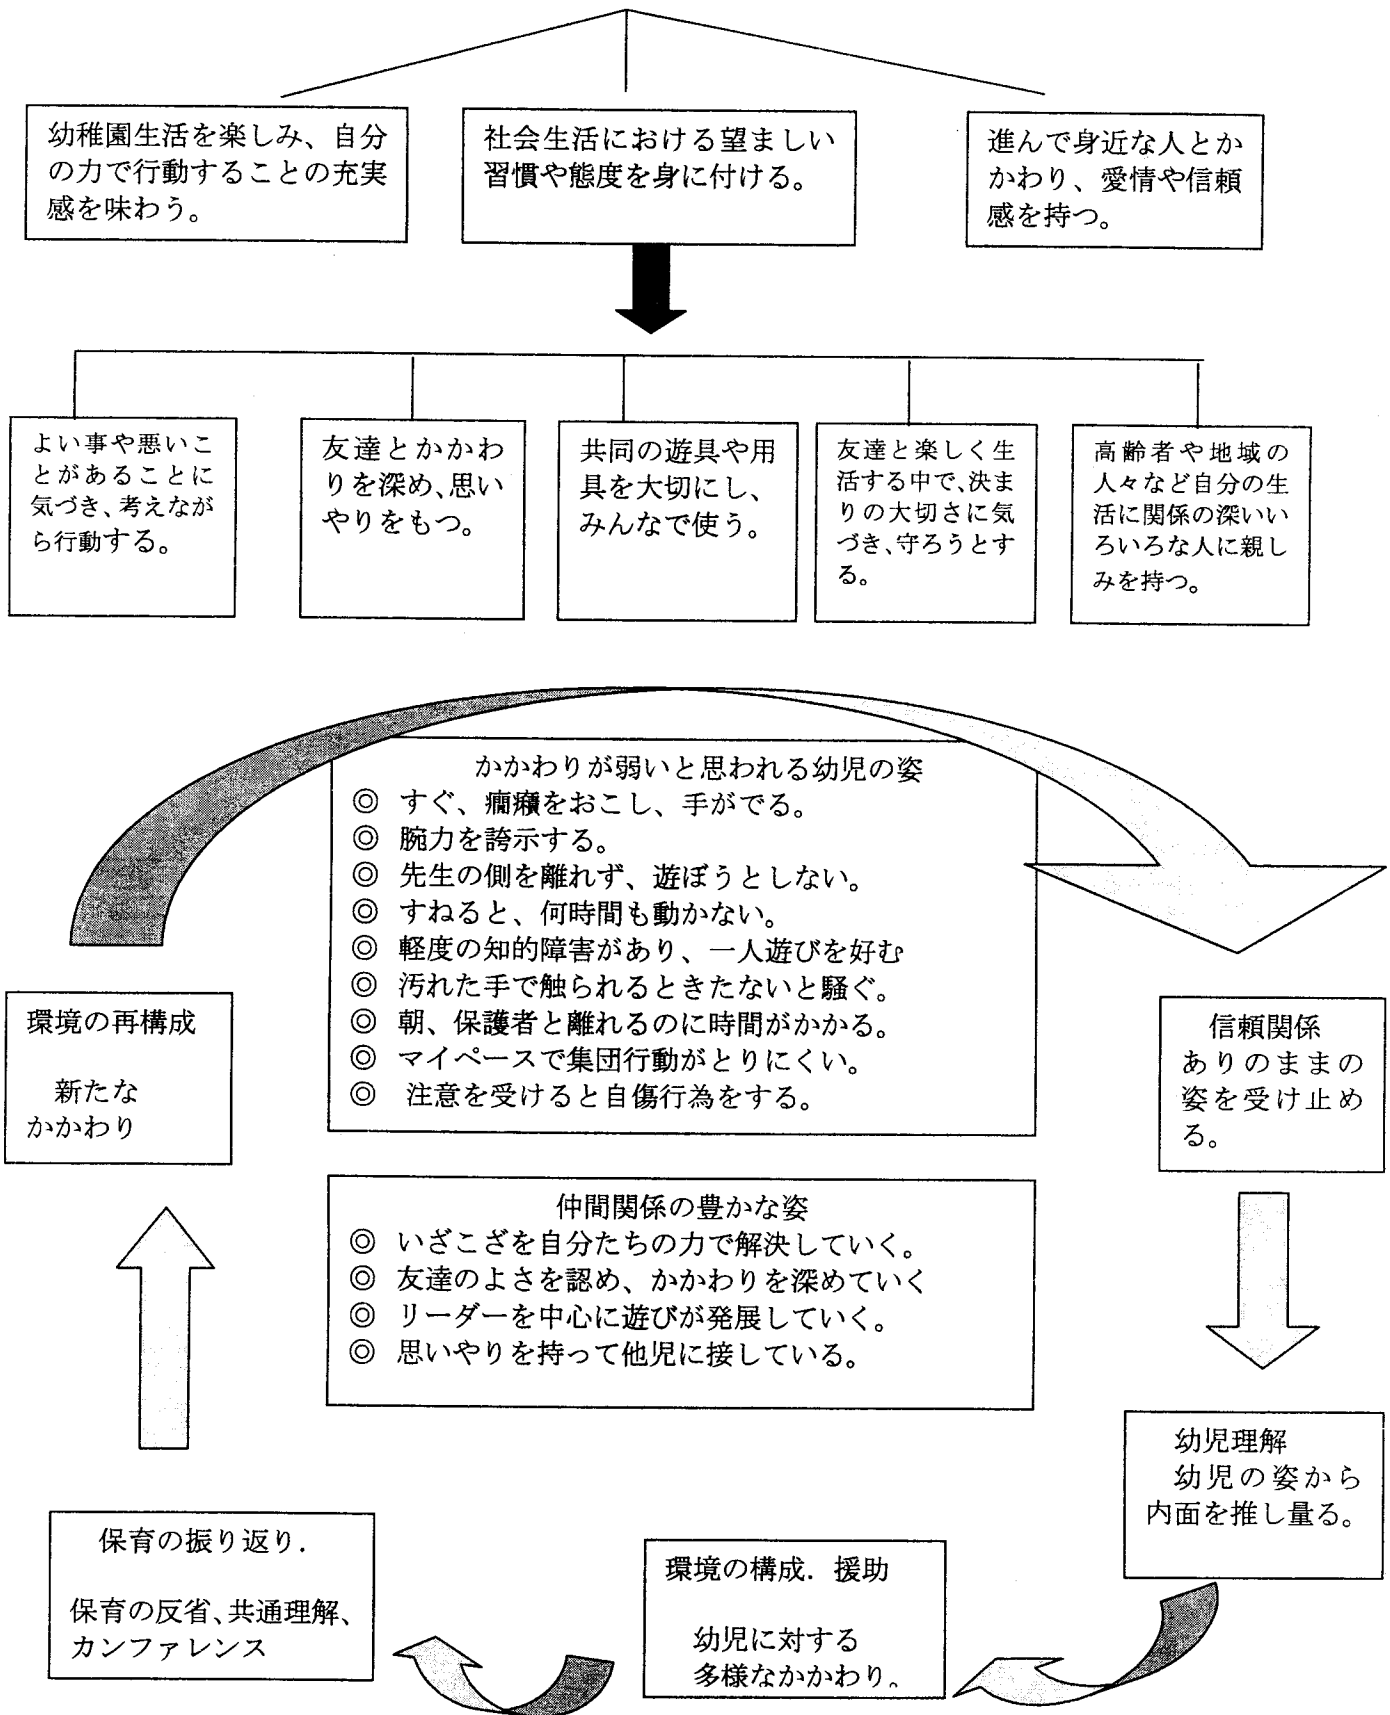 幼稚園生活を楽しみ、自分
の力で行動することの充実
感を味わう。
社会生活における望ましい
習慣や態度を身に付ける。
進んで身近な人とか
かわり、愛情や信頼
感を持つ。
よい事や悪いこ
とがあることに
気づき、考えなが
ら行動する。
友達とかかわ
りを深め、思い
やりをもつ。
共同の遊具や用
具を大切にし、
みんなで使う。
友達と楽しく生
活する中で、決ま
りの大切さに気
づき、守ろうとす
る。
高齢者や地域の
人々など自分の生
活に関係の深いい
ろいろな人に親し
みを持つ。
かかわりが弱いと思われる幼児の姿
◎ すぐ、癇癪をおこし、手がでる。
◎ 腕力を誇示する。
◎ 先生の側を離れず、遊ぼうとしない。
◎ すねると、何時間も動かない。
◎ 軽度の知的障害があり、一人遊びを好む
◎ 汚れた手で触られるときたないと騒ぐ。
◎ 朝、保護者と離れるのに時間がかかる。
◎ マイペースで集団行動がとりにくい。
◎ 注意を受けると自傷行為をする。
環境の再構成
新たな
かかわり
信頼関係
ありのままの
姿を受け止め
る。
仲間関係の豊かな姿
◎ いざこざを自分たちの力で解決していく。
◎ 友達のよさを認め、かかわりを深めていく
◎ リーダーを中心に遊びが発展していく。
◎ 思いやりを持って他児に接している。
幼児理解
幼児の姿から
内面を推し量る。
保育の振り返り.
保育の反省、共通理解、
カンファレンス
環境の構成. 援助
幼児に対する
多様なかかわり。